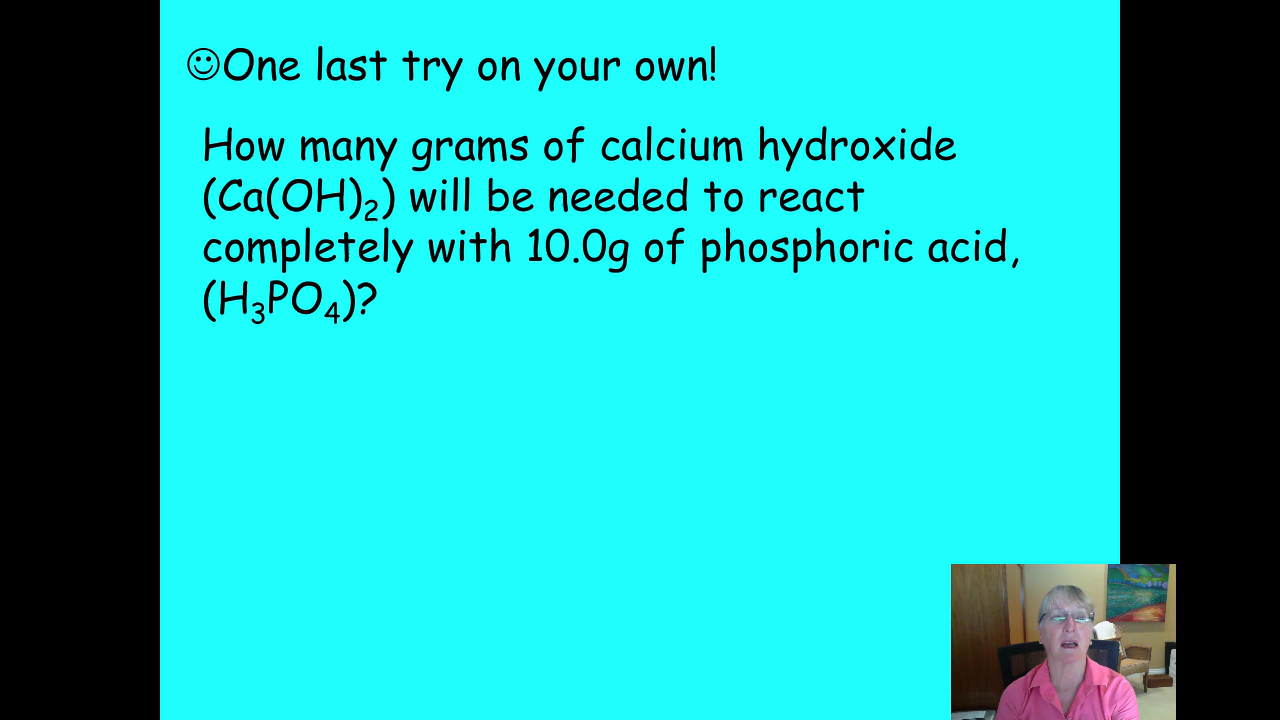 ☺One last try on your own!
How many grams of calcium hydroxide
(Ca(OH)₂) will be needed to react
completely with 10.0g of phosphoric acid,
(H₃PO₄)?